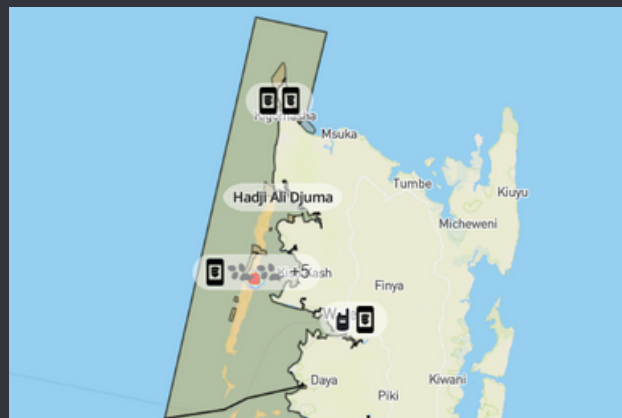 Msuka
Tumbe
Kiuyu
Hadji Ali Djuma
Micheweni
+5
Finya
Daya
Piki
Kiwani